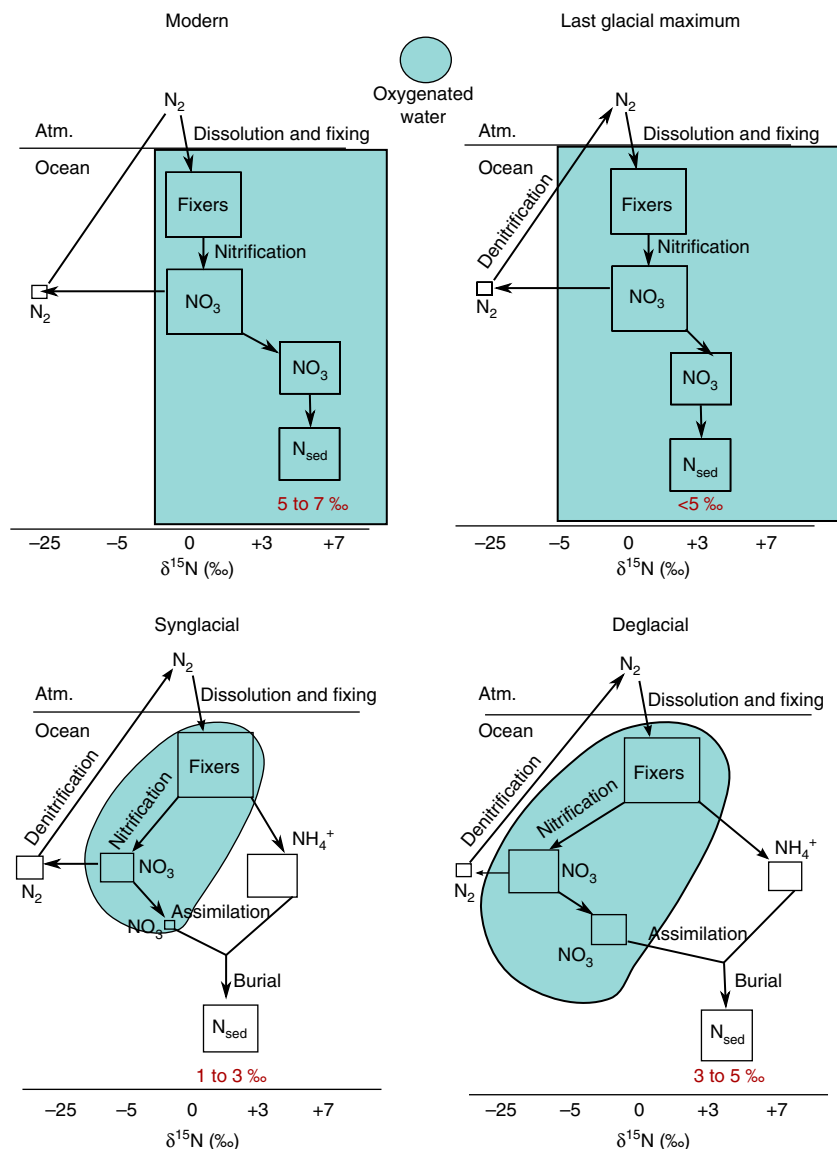 Modern
Last glacial maximum
Oxygenated
water
N₂
Atm.
Dissolution and fixing
Ocean
Fixers
Nitrification
NO₃
N₂
NO₃
N_sed
5 to 7 ‰
–25 –5 0 +3 +7
δ¹⁵N (‰)
N₂
Atm.
Dissolution and fixing
Ocean
Denitrification
Fixers
Nitrification
NO₃
N₂
NO₃
N_sed
<5 ‰
–25 –5 0 +3 +7
δ¹⁵N (‰)
Synglacial
N₂
Atm.
Dissolution and fixing
Ocean
Denitrification
Nitrification
Fixers
NH₄⁺
NO₃
N₂
NO₃
Assimilation
Burial
N_sed
1 to 3 ‰
–25 –5 0 +3 +7
δ¹⁵N (‰)
Deglacial
N₂
Atm.
Dissolution and fixing
Ocean
Denitrification
Nitrification
Fixers
NH₄⁺
NO₃
N₂
Assimilation
NO₃
Burial
N_sed
3 to 5 ‰
–25 –5 0 +3 +7
δ¹⁵N (‰)